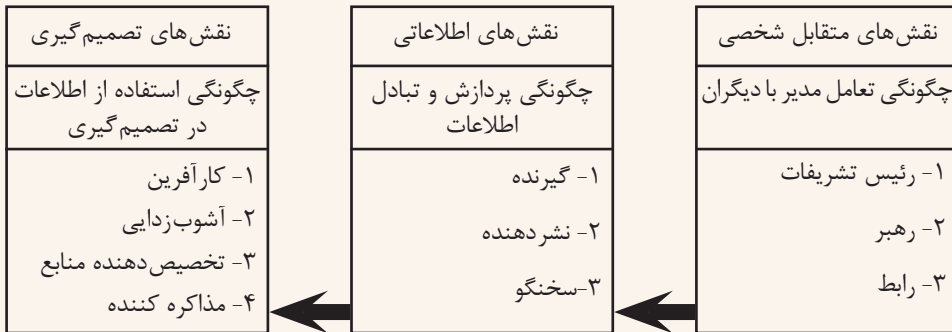 نقش‌های متقابل شخصی
چگونگی تعامل مدیر با دیگران
۱- رئیس تشریفات
۲- رهبر
۳- رابط
نقش‌های اطلاعاتی
چگونگی پردازش و تبادل
اطلاعات
۱- گیرنده
۲- نشردهنده
۳-سخنگو
نقش‌های تصمیم‌گیری
چگونگی استفاده از اطلاعات
در تصمیم‌گیری
۱- کارآفرین
۲- آشوب‌زدایی
۳- تخصیص‌دهنده منابع
۴- مذاکره کننده